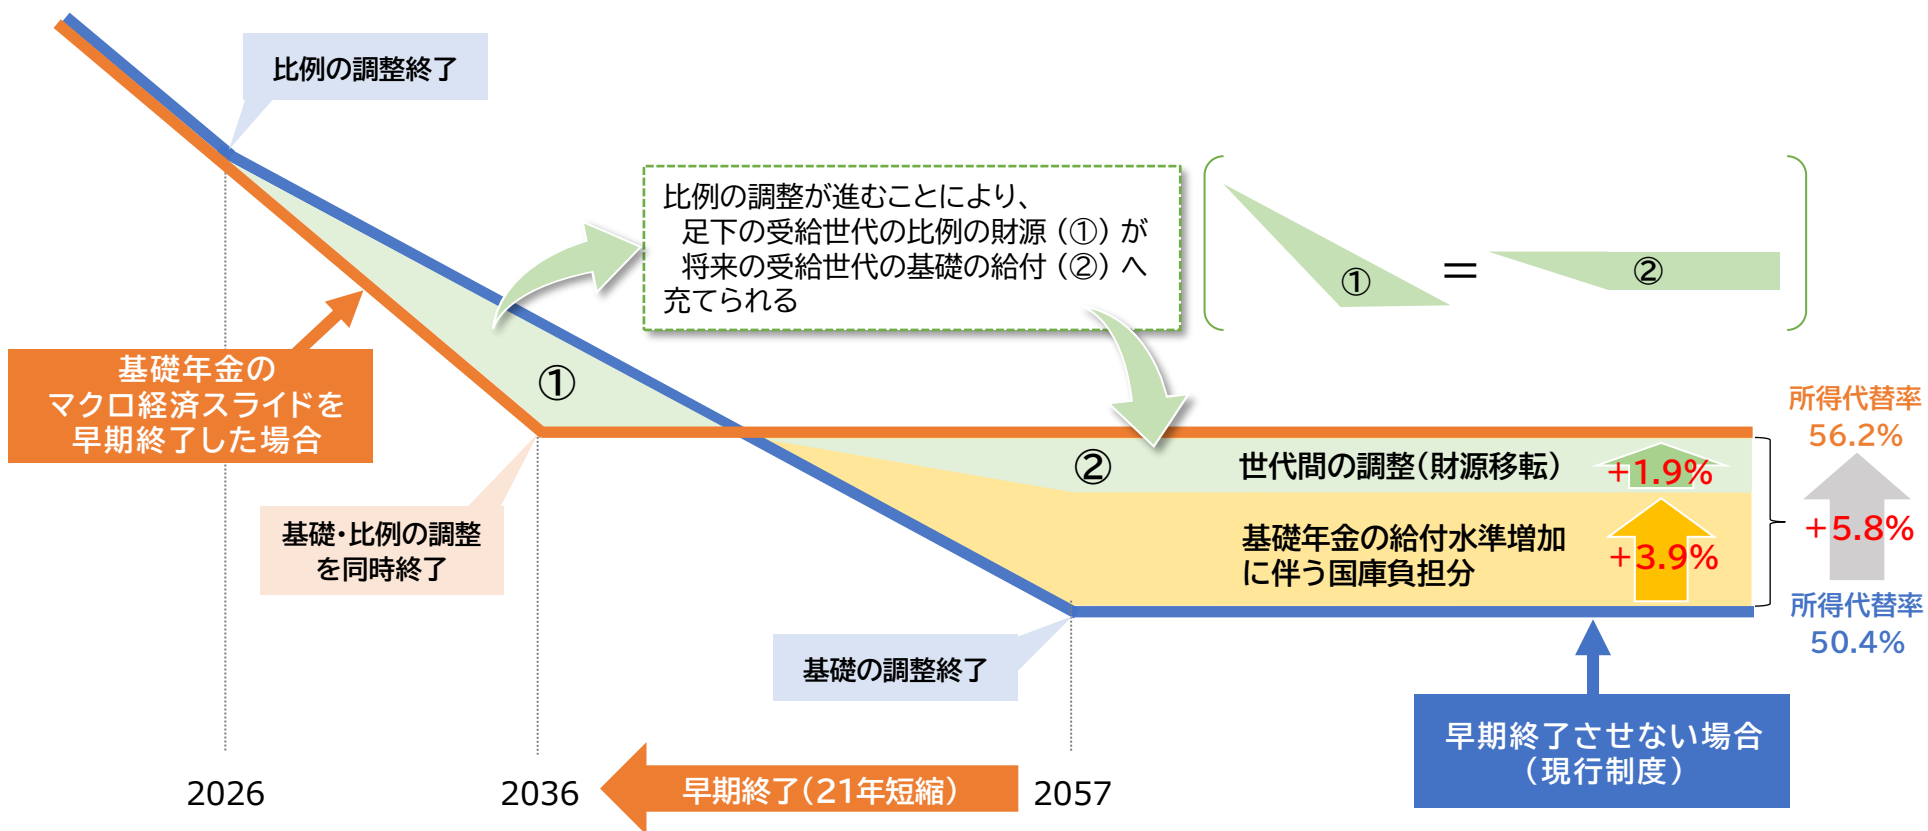 比例の調整終了
比例の調整が進むことにより、
足下の受給世代の比例の財源（①）が
将来の受給世代の基礎の給付（②）へ
充てられる
①
＝
②
基礎年金の
マクロ経済スライドを
早期終了した場合
①
所得代替率
56.2%
②
世代間の調整（財源移転）
+1.9%
基礎・比例の調整
を同時終了
基礎年金の給付水準増加
に伴う国庫負担分
+3.9%
+5.8%
所得代替率
50.4%
基礎の調整終了
早期終了させない場合
（現行制度）
2026
2036
早期終了（21年短縮）
2057